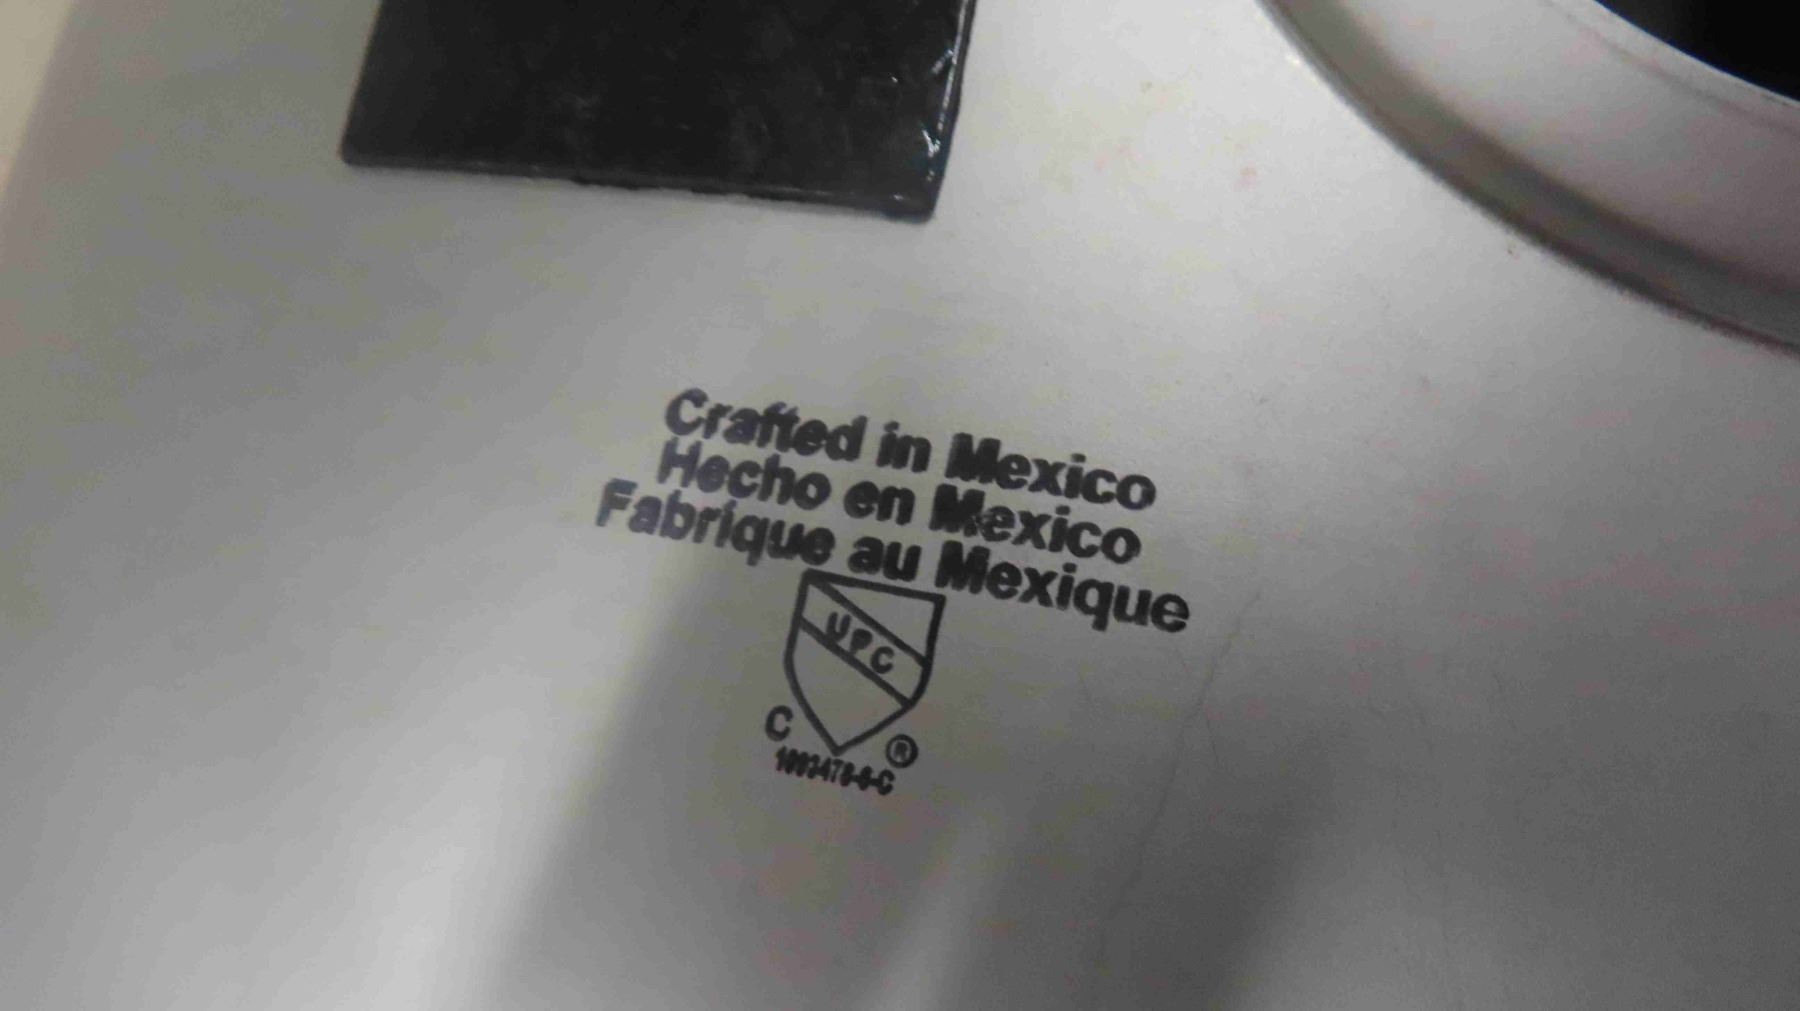 Crafted in Mexico
Hecho en Mexico
Fabrique au Mexique
UPC
C ®